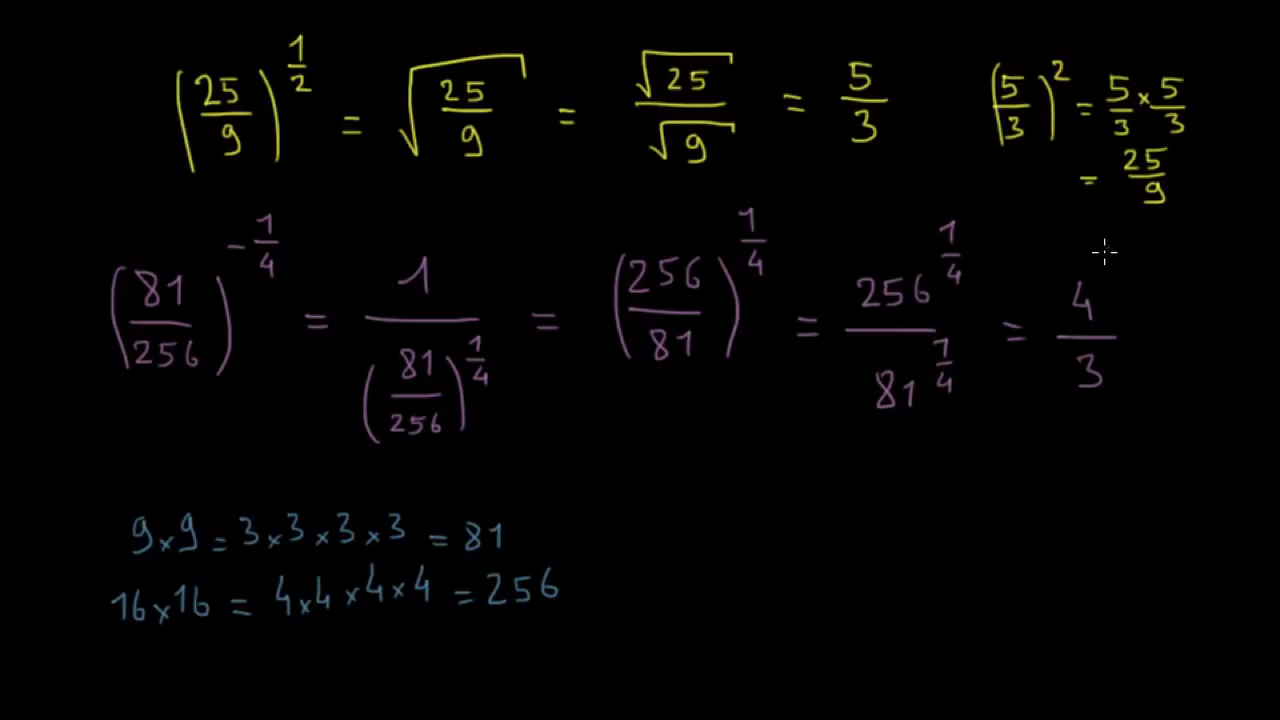 (25/9)^(1/2) = √(25/9) = √25/√9 = 5/3
(5/3)^2 = 5/3 × 5/3
= 25/9
(81/256)^(-1/4) = 1/(81/256)^(1/4) = (256/81)^(1/4) = 256^(1/4)/81^(1/4) = 4/3
9×9 = 3×3×3×3 = 81
16×16 = 4×4×4×4 = 256